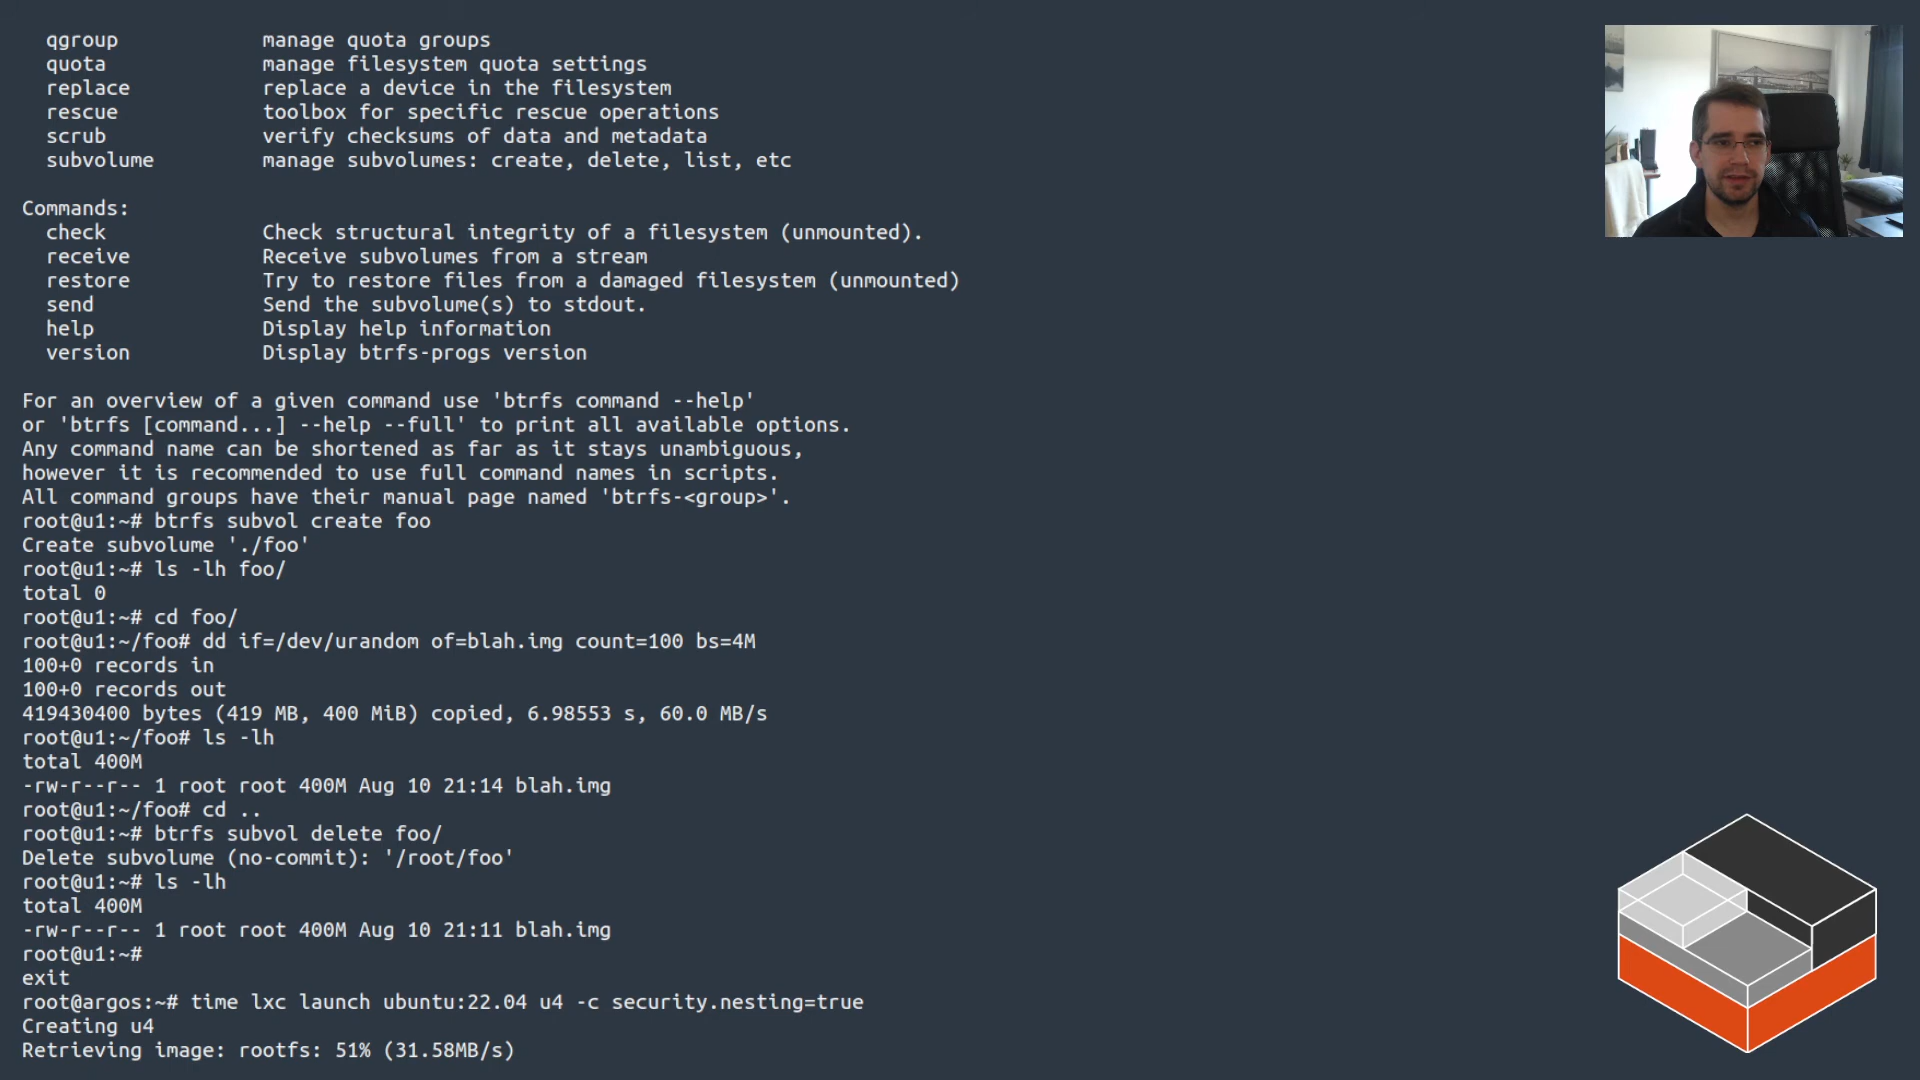 qgroup manage quota groups
quota manage filesystem quota settings
replace replace a device in the filesystem
rescue toolbox for specific rescue operations
scrub verify checksums of data and metadata
subvolume manage subvolumes: create, delete, list, etc
Commands:
check Check structural integrity of a filesystem (unmounted).
receive Receive subvolumes from a stream
restore Try to restore files from a damaged filesystem (unmounted)
send Send the subvolume(s) to stdout.
help Display help information
version Display btrfs-progs version
For an overview of a given command use 'btrfs command --help'
or 'btrfs [command...] --help --full' to print all available options.
Any command name can be shortened as far as it stays unambiguous,
however it is recommended to use full command names in scripts.
All command groups have their manual page named 'btrfs-<group>'.
root@u1:~# btrfs subvol create foo
Create subvolume './foo'
root@u1:~# ls -lh foo/
total 0
root@u1:~# cd foo/
root@u1:~/foo# dd if=/dev/urandom of=blah.img count=100 bs=4M
100+0 records in
100+0 records out
419430400 bytes (419 MB, 400 MiB) copied, 6.98553 s, 60.0 MB/s
root@u1:~/foo# ls -lh
total 400M
-rw-r--r-- 1 root root 400M Aug 10 21:14 blah.img
root@u1:~/foo# cd ..
root@u1:~# btrfs subvol delete foo/
Delete subvolume (no-commit): '/root/foo'
root@u1:~# ls -lh
total 400M
-rw-r--r-- 1 root root 400M Aug 10 21:11 blah.img
root@u1:~#
exit
root@argos:~# time lxc launch ubuntu:22.04 u4 -c security.nesting=true
Creating u4
Retrieving image: rootfs: 51% (31.58MB/s)